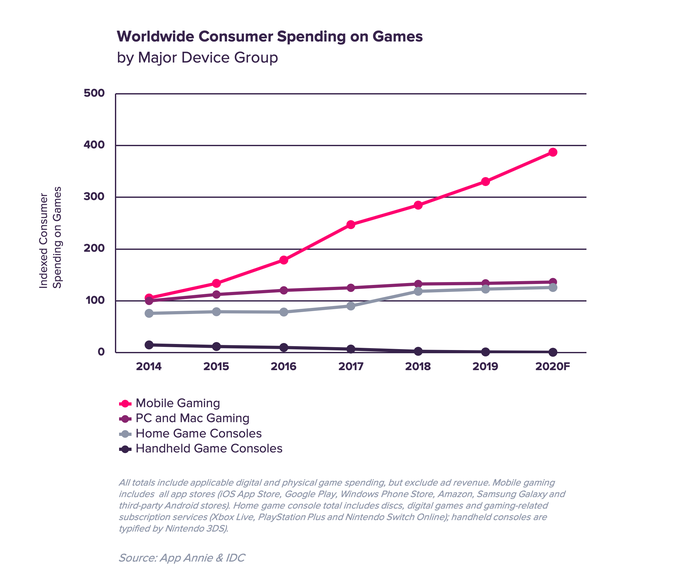 Worldwide Consumer Spending on Games
by Major Device Group
500
400
300
200
100
0
Indexed Consumer
Spending on Games
2014 2015 2016 2017 2018 2019 2020F
Mobile Gaming
PC and Mac Gaming
Home Game Consoles
Handheld Game Consoles
All totals include applicable digital and physical game spending, but exclude ad revenue. Mobile gaming
includes all app stores (iOS App Store, Google Play, Windows Phone Store, Amazon, Samsung Galaxy and
third-party Android stores). Home game console total includes discs, digital games and gaming-related
subscription services (Xbox Live, PlayStation Plus and Nintendo Switch Online); handheld consoles are
typified by Nintendo 3DS).
Source: App Annie & IDC